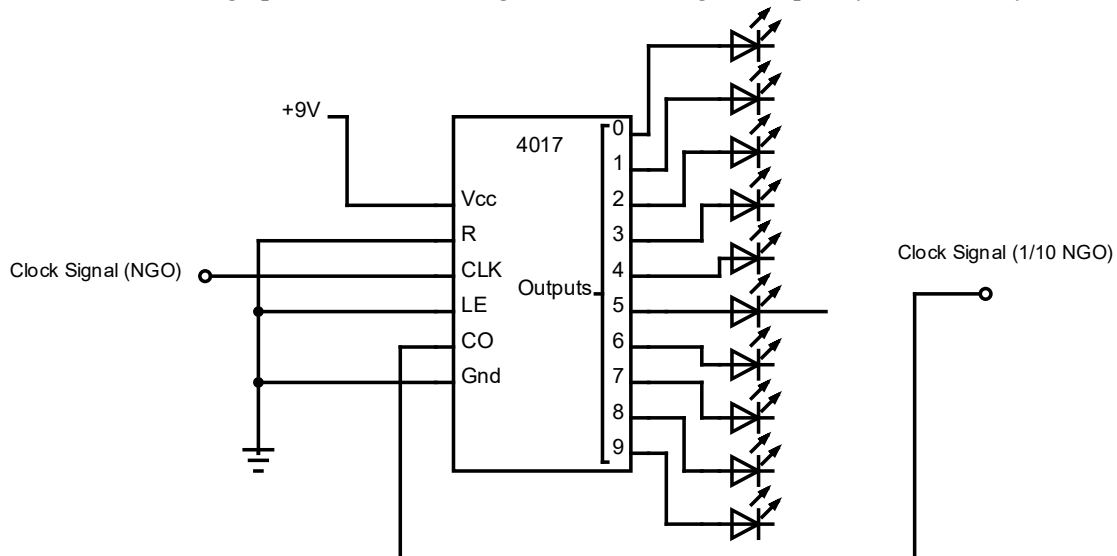 +9V
4017
0
1
2
3
4
5
6
7
8
9
Vcc
R
CLK
LE
CO
Gnd
Outputs
Clock Signal (NGO)
Clock Signal (1/10 NGO)